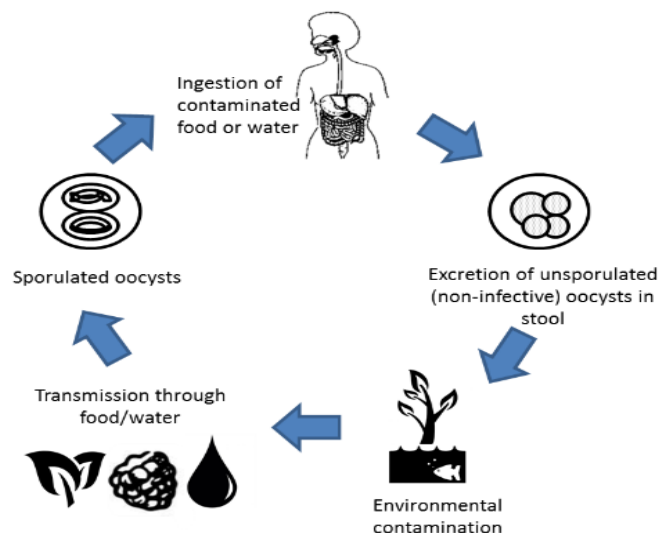 Ingestion of
contaminated
food or water
Excretion of unsporulated
(non-infective) oocysts in
stool
Environmental
contamination
Transmission through
food/water
Sporulated oocysts